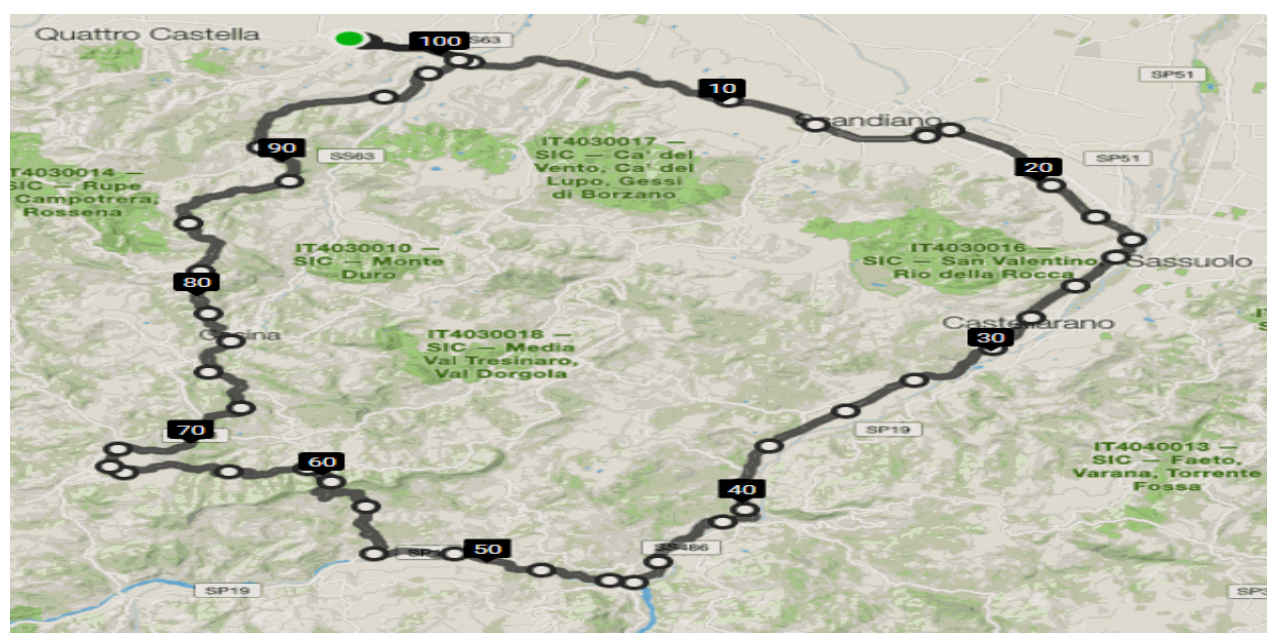 Quattro Castella
100
SS63
10
SP51
Scandiano
IT4030017 —
SIC — Ca' del
Vento, Ca' del
Lupo, Gessi
di Borzano
90
SS63
SP51
20
IT4030014 —
SIC — Rupe
Campotrera,
Rossena
IT4030010 —
SIC — Monte
Duro
IT4030016 —
SIC — San Valentino,
Rio della Rocca
Sassuolo
80
Castellarano
30
IT4030018 —
SIC — Media
Val Tresinaro,
Val Dorgola
70
SP19
IT4040013 —
SIC — Faeto,
Varana, Torrente
Fossa
60
40
50
SS486
SP19